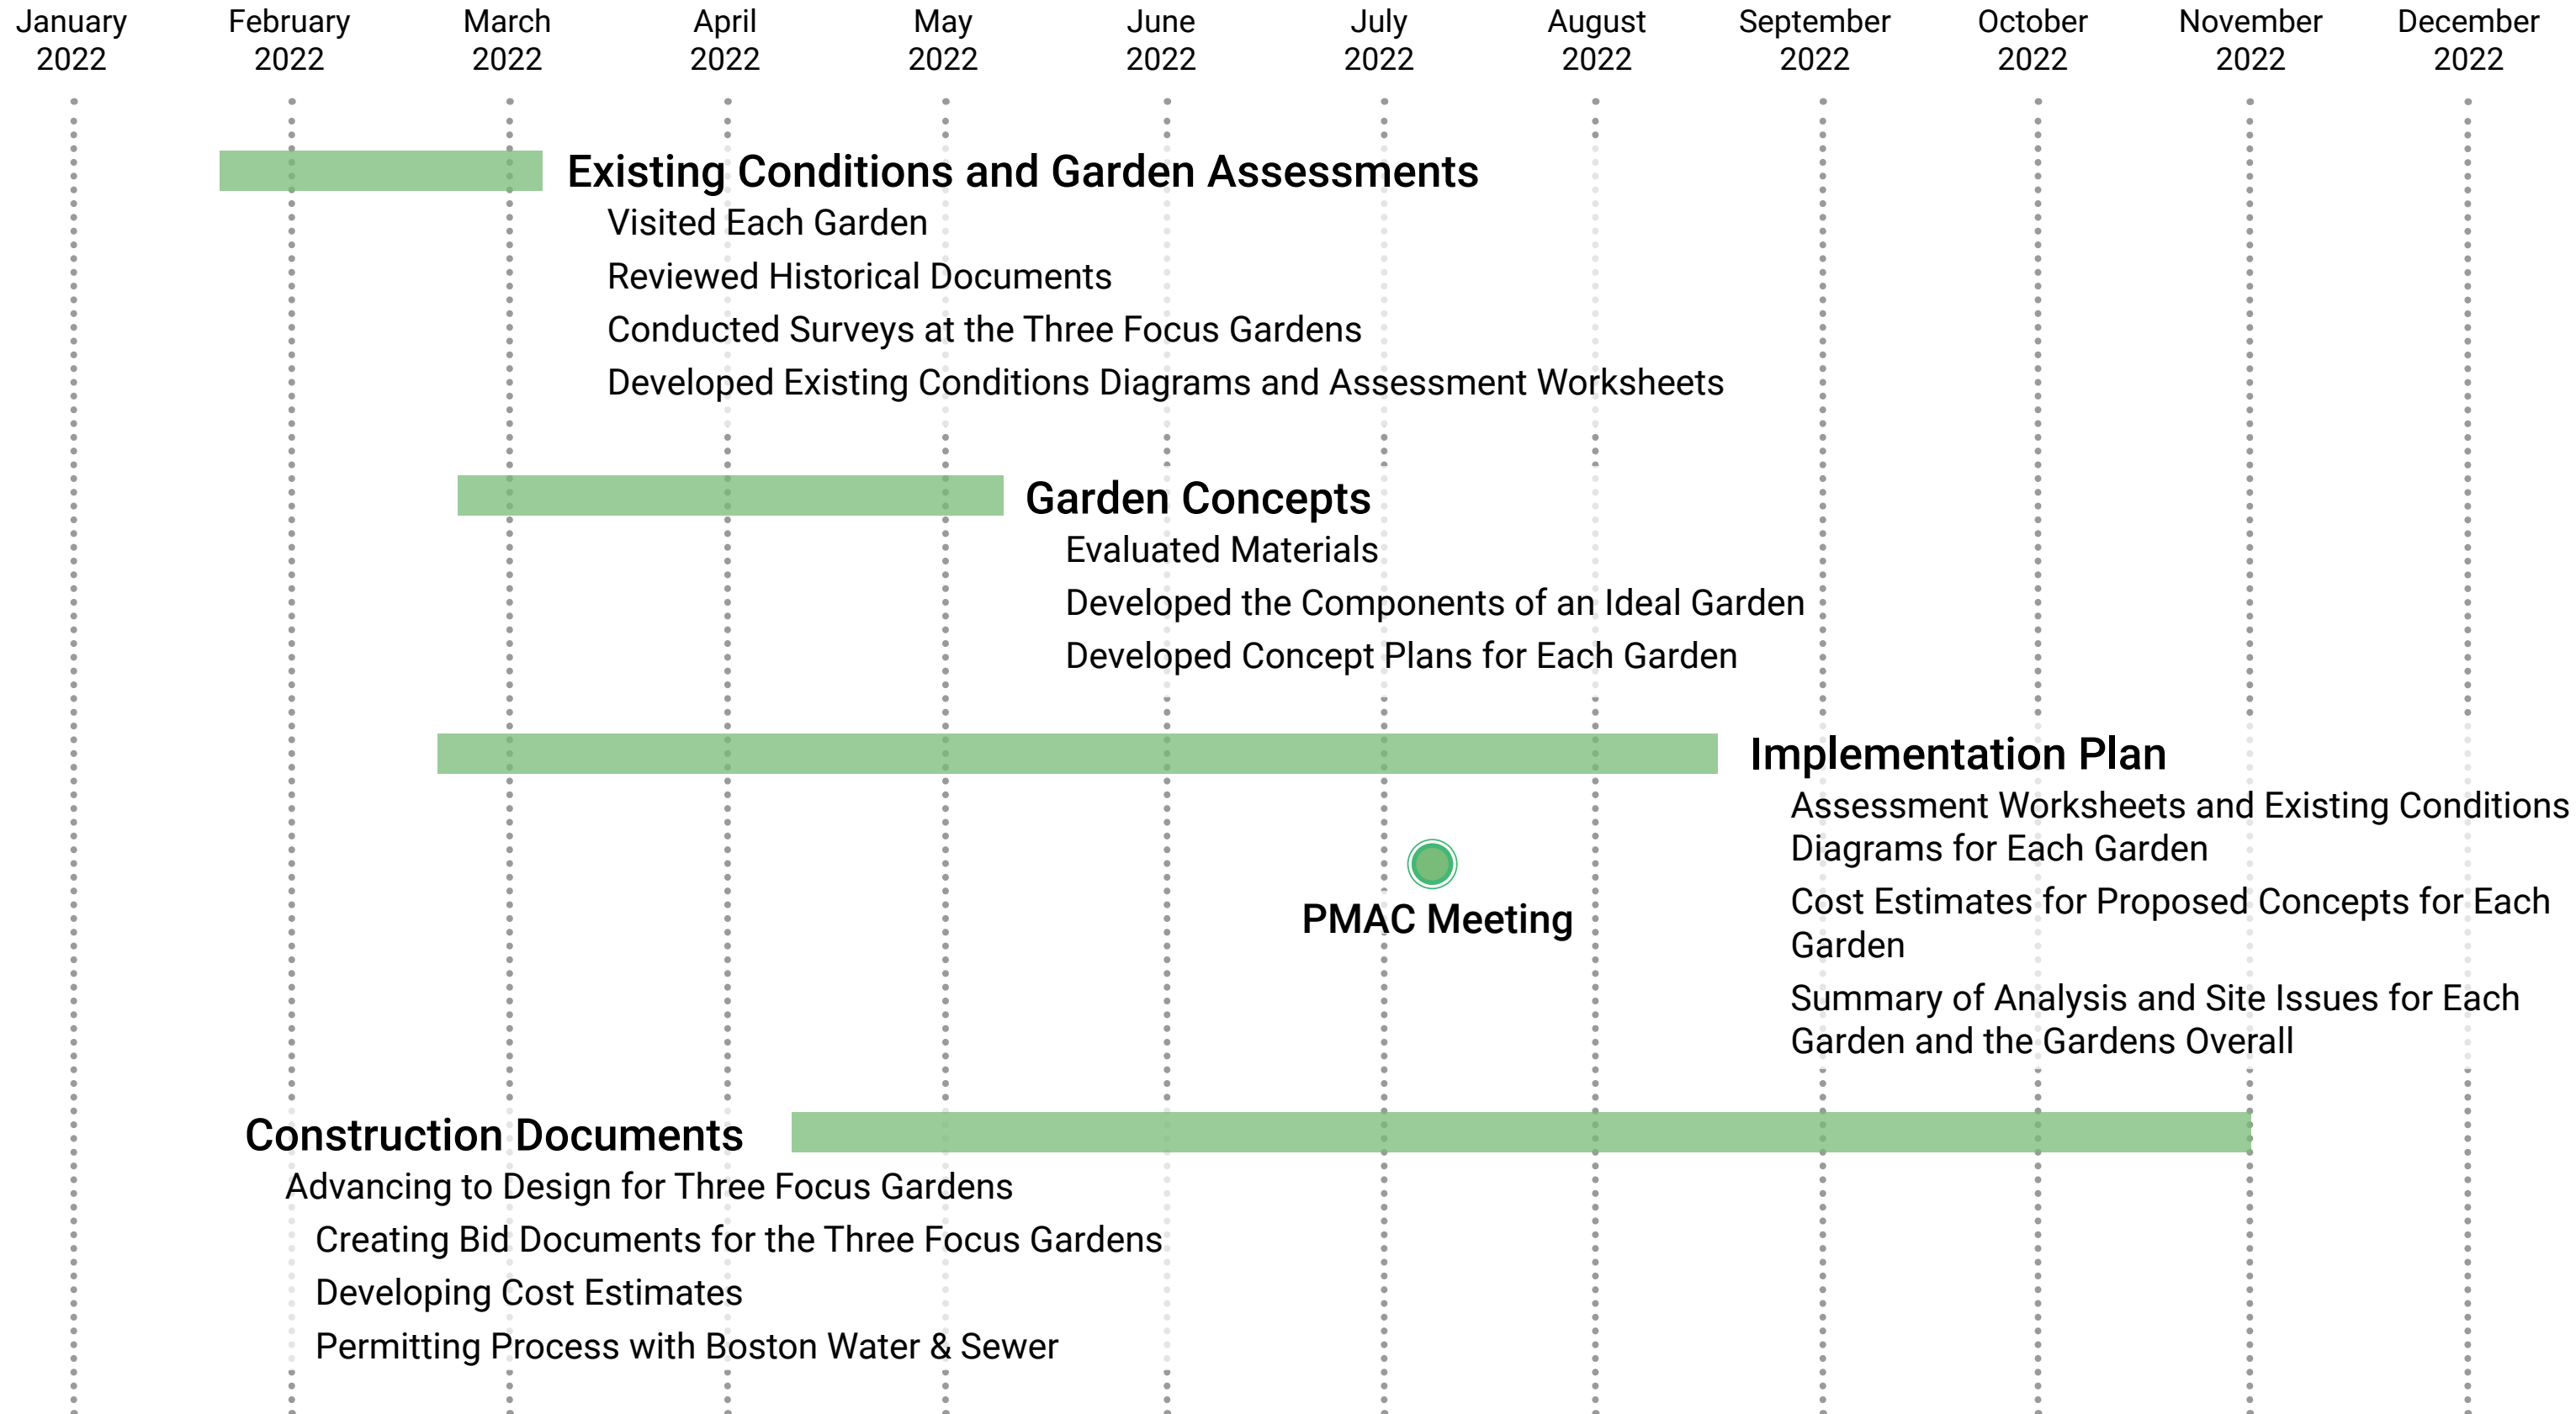 January
2022
February
2022
March
2022
April
2022
May
2022
June
2022
July
2022
August
2022
September
2022
October
2022
November
2022
December
2022
Existing Conditions and Garden Assessments
Visited Each Garden
Reviewed Historical Documents
Conducted Surveys at the Three Focus Gardens
Developed Existing Conditions Diagrams and Assessment Worksheets
Garden Concepts
Evaluated Materials
Developed the Components of an Ideal Garden
Developed Concept Plans for Each Garden
Implementation Plan
Assessment Worksheets and Existing Conditions
Diagrams for Each Garden
Cost Estimates for Proposed Concepts for Each
Garden
Summary of Analysis and Site Issues for Each
Garden and the Gardens Overall
PMAC Meeting
Construction Documents
Advancing to Design for Three Focus Gardens
Creating Bid Documents for the Three Focus Gardens
Developing Cost Estimates
Permitting Process with Boston Water & Sewer